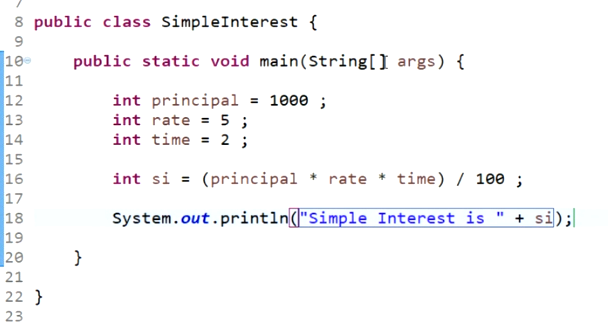 7
8 public class SimpleInterest {
9
10 public static void main(String[] args) {
11
12 int principal = 1000 ;
13 int rate = 5 ;
14 int time = 2 ;
15
16 int si = (principal * rate * time) / 100 ;
17
18 System.out.println("Simple Interest is " + si);
19
20 }
21
22 }
23